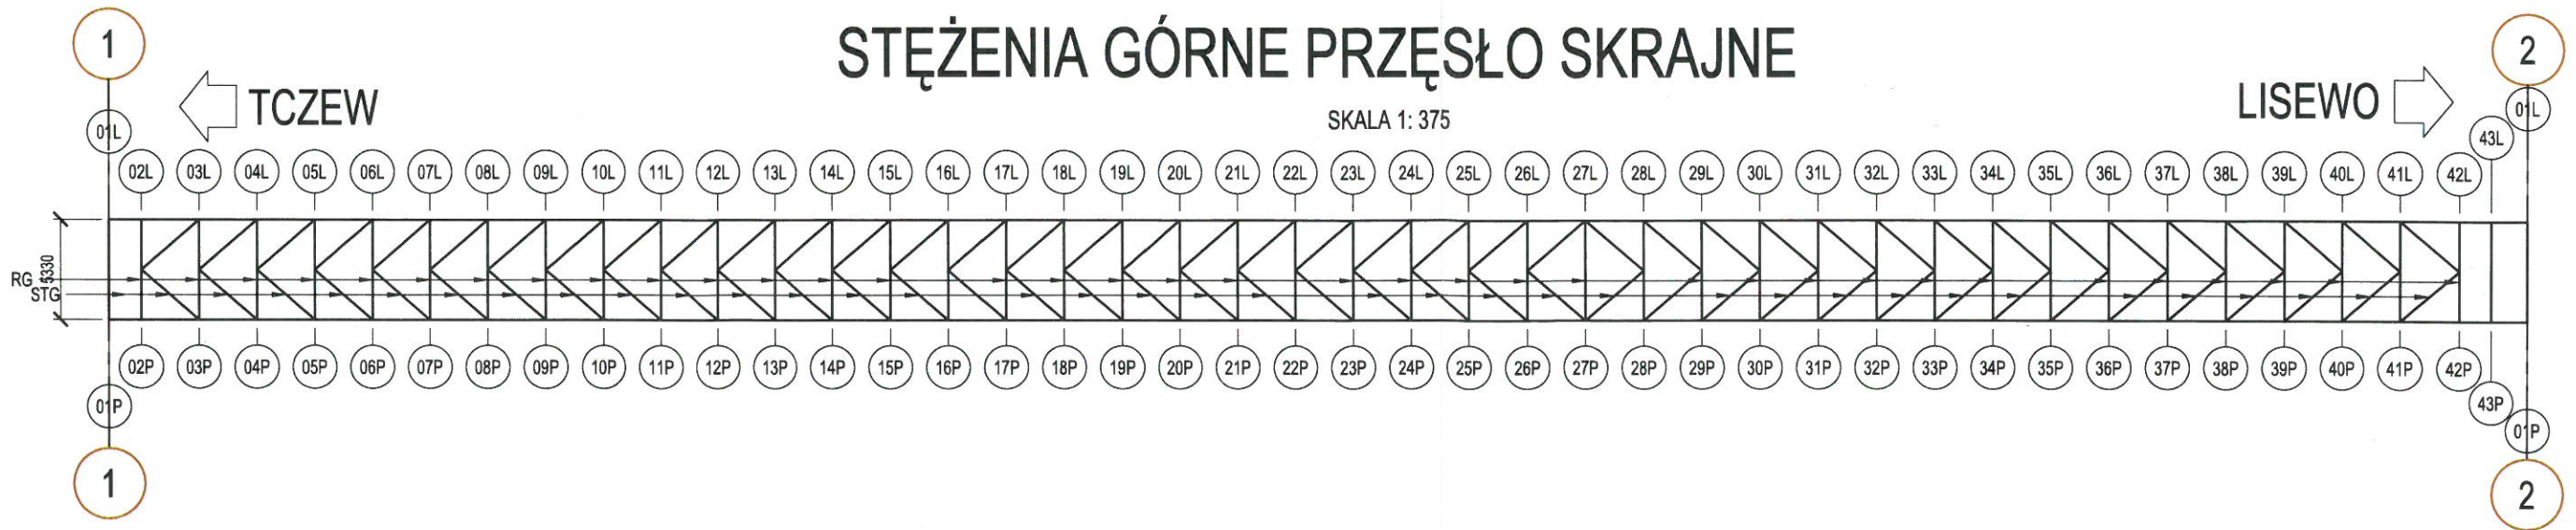 1
STĘŻENIA GÓRNE PRZĘSŁO SKRAJNE
2
TCZEW
SKALA 1: 375
LISEWO
01L
01L
43L
02L 03L 04L 05L 06L 07L 08L 09L 10L 11L 12L 13L 14L 15L 16L 17L 18L 19L 20L 21L 22L 23L 24L 25L 26L 27L 28L 29L 30L 31L 32L 33L 34L 35L 36L 37L 38L 39L 40L 41L 42L
5330
RG
STG
02P 03P 04P 05P 06P 07P 08P 09P 10P 11P 12P 13P 14P 15P 16P 17P 18P 19P 20P 21P 22P 23P 24P 25P 26P 27P 28P 29P 30P 31P 32P 33P 34P 35P 36P 37P 38P 39P 40P 41P 42P
01P
43P
01P
1
2